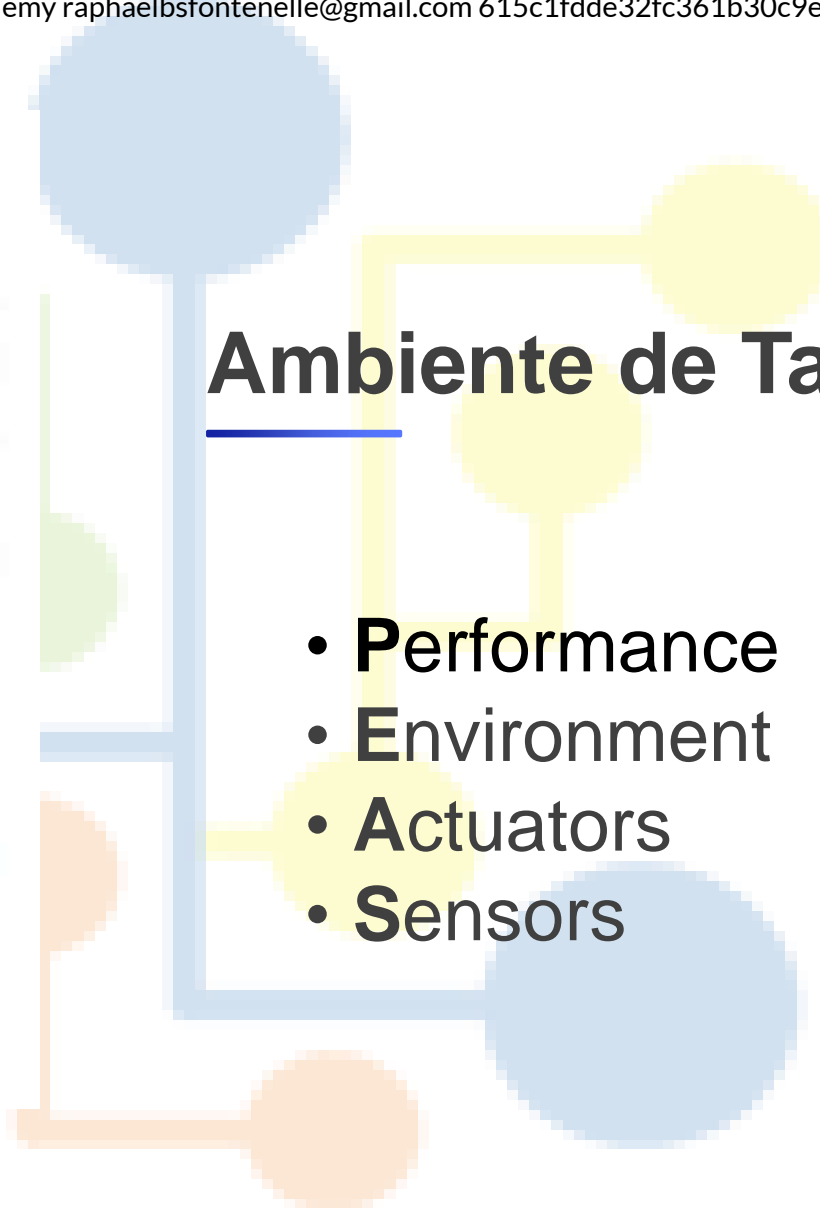 emy raphaelbsfontenelle@gmail.com 615c1fdde32fc361b30c9e
Ambiente de Ta
• Performance
• Environment
• Actuators
• Sensors